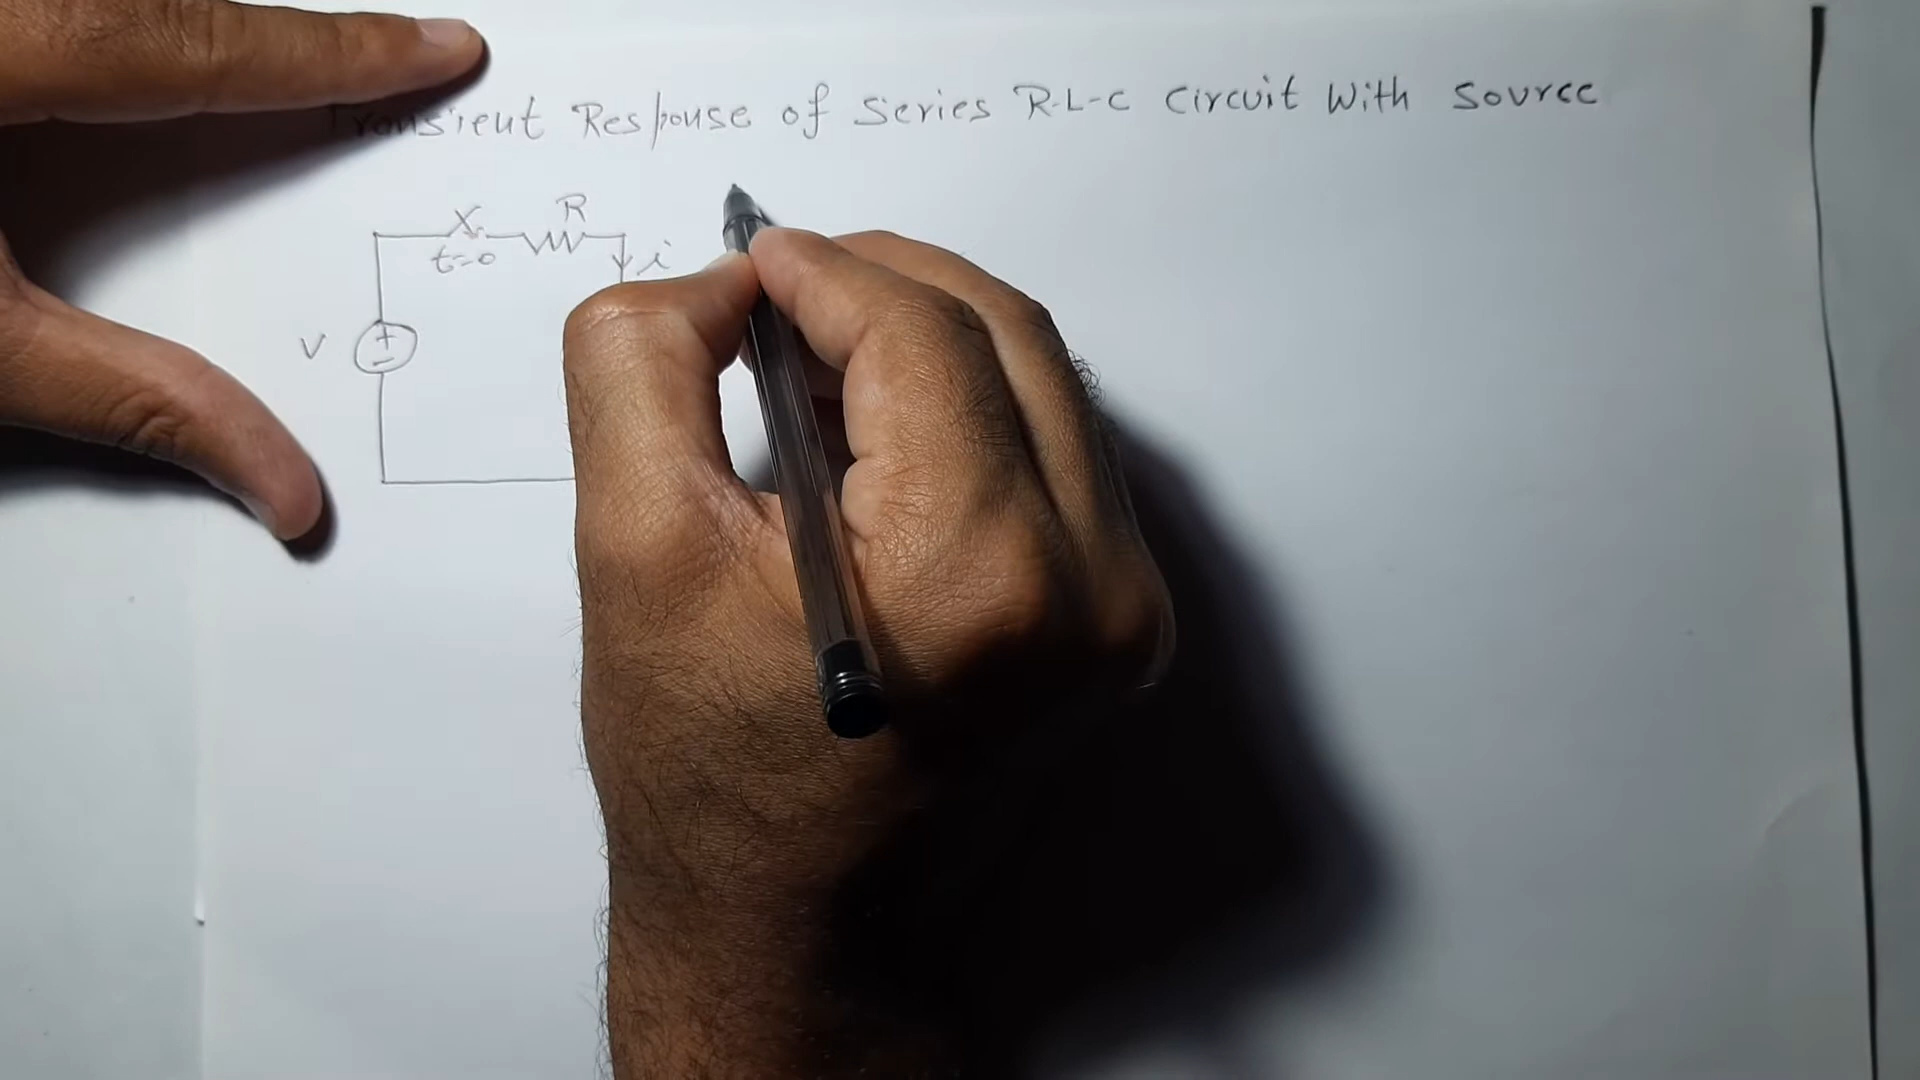 Transient Response of Series R-L-C Circuit With Source
R
t=0
i
V
+
-